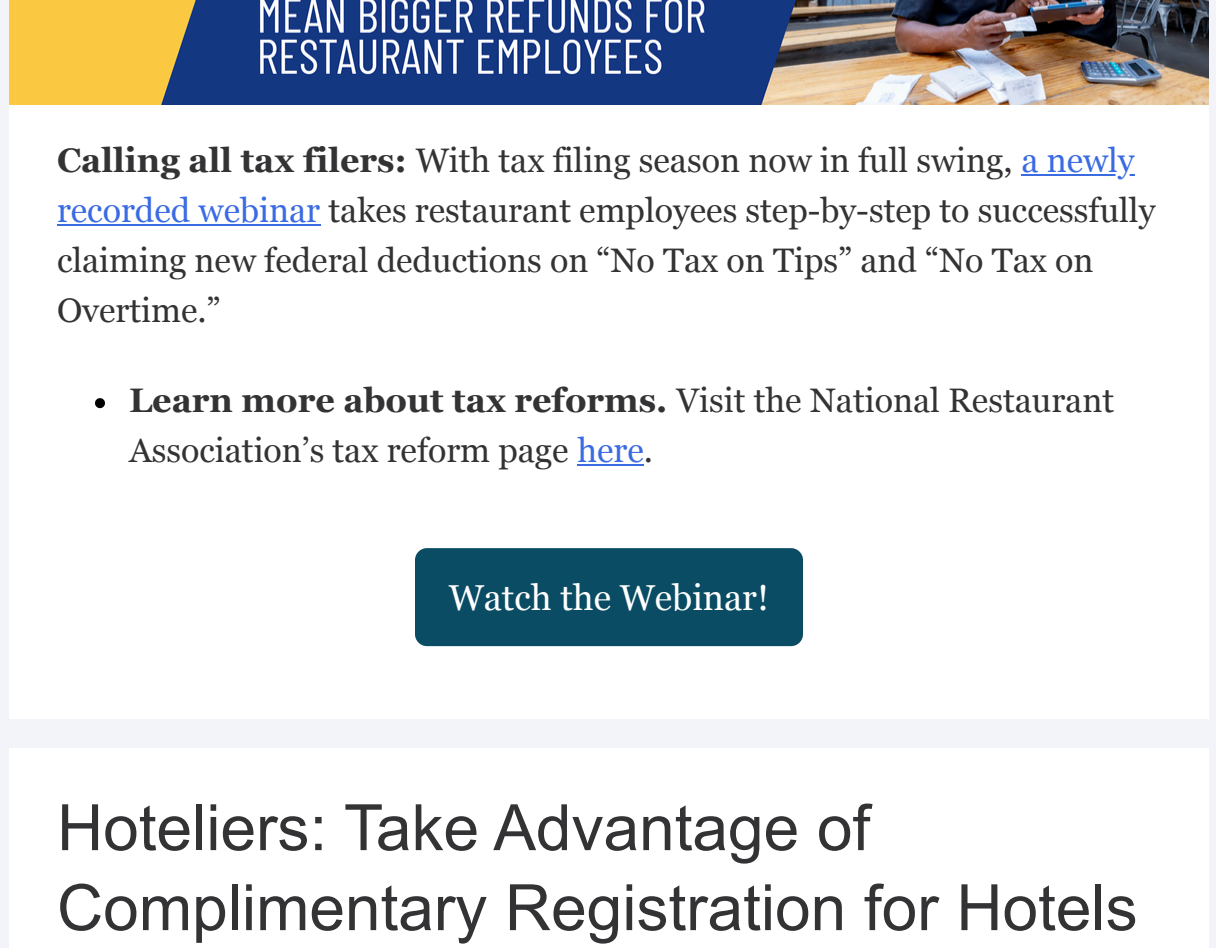 MEAN BIGGER REFUNDS FOR
RESTAURANT EMPLOYEES
Calling all tax filers: With tax filing season now in full swing, a newly
recorded webinar takes restaurant employees step-by-step to successfully
claiming new federal deductions on “No Tax on Tips” and “No Tax on
Overtime.”
• Learn more about tax reforms. Visit the National Restaurant
Association’s tax reform page here.
Watch the Webinar!
Hoteliers: Take Advantage of
Complimentary Registration for Hotels